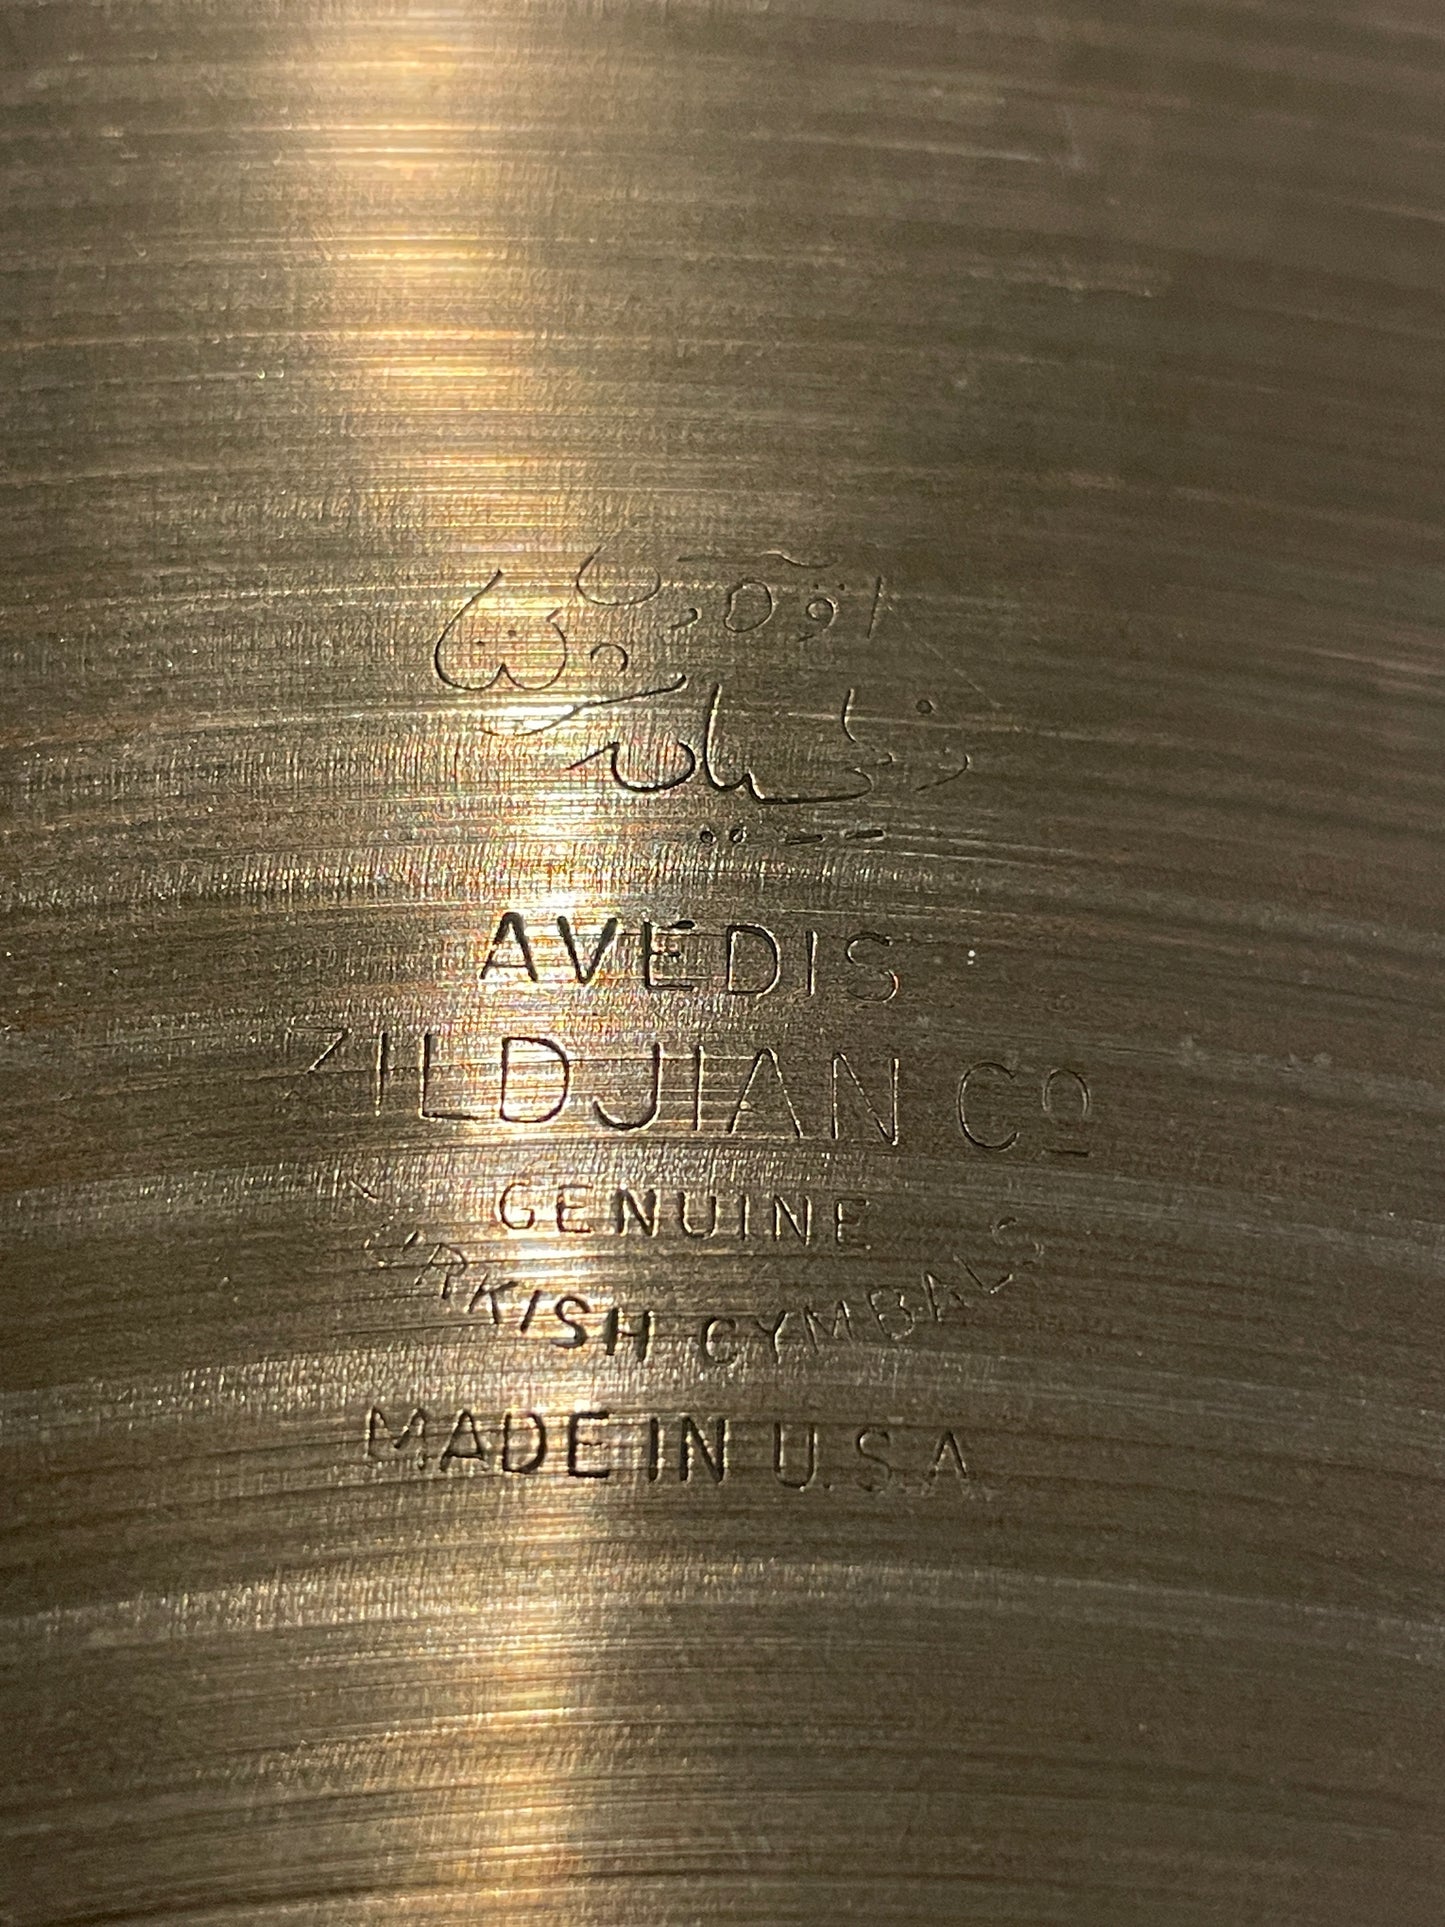 AVEDIS
ZILDJIAN Cº
GENUINE
TURKISH CYMBALS
MADE IN U.S.A.